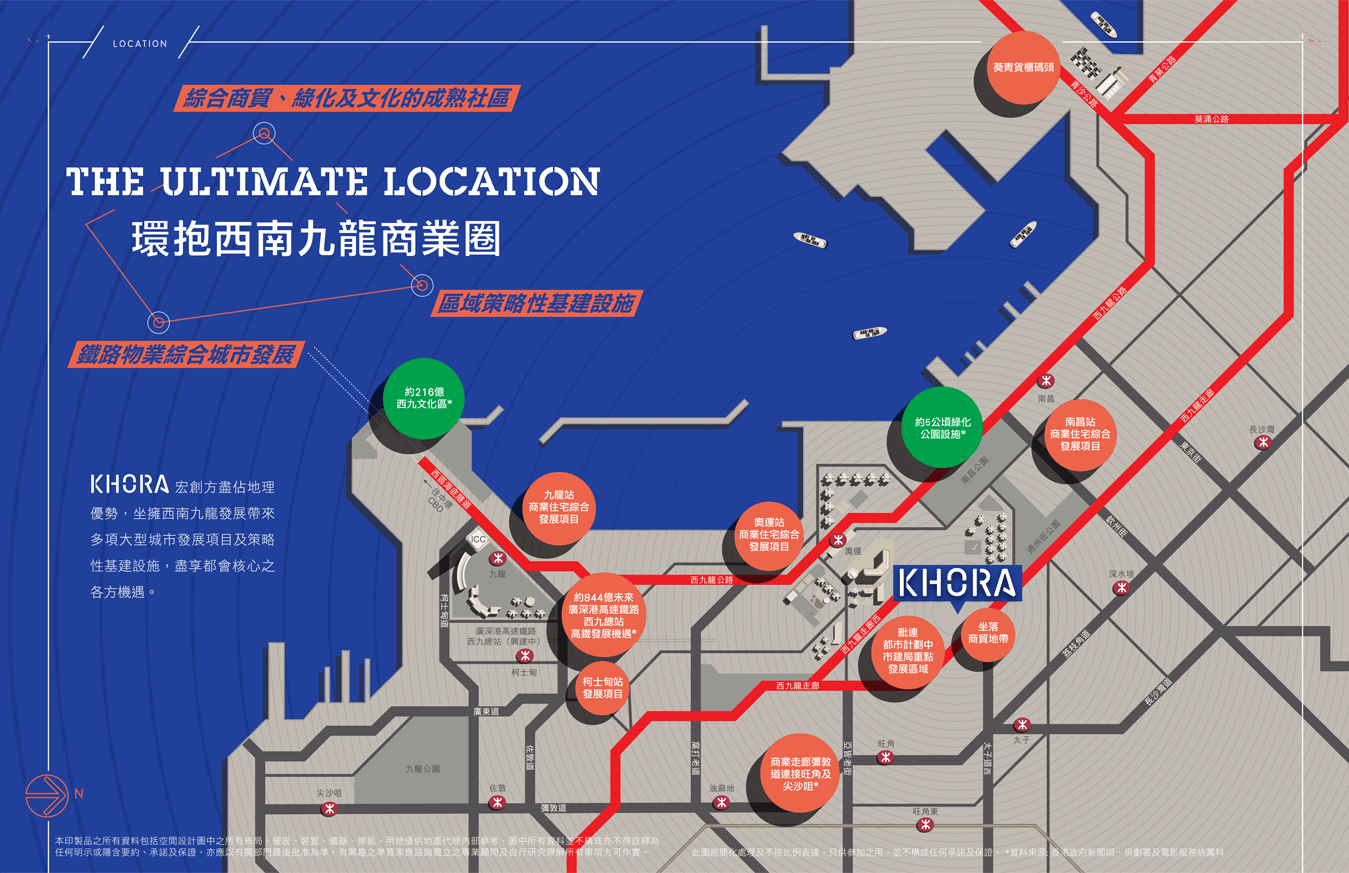 LOCATION
綜合商貿、綠化及文化的成熟社區
THE ULTIMATE LOCATION
環抱西南九龍商業圈
區域策略性基建設施
鐵路物業綜合城市發展
KHORA 宏創方盡佔地理
優勢，坐擁西南九龍發展帶來
多項大型城市發展項目及策略
性基建設施，盡享都會核心之
各方機遇。
葵青貨櫃碼頭
青沙公路
青葵公路
葵涌公路
西九龍公路
西九龍走廊
約216億
西九文化區*
約5公頃綠化
公園設施*
南昌
南昌站
商業住宅綜合
發展項目
長沙灣
東京街
欽州街
南昌公園
通州街公園
深水埗
西區海底隧道
往中環
CBD
ICC
九龍
九龍站
商業住宅綜合
發展項目
奧運站
商業住宅綜合
發展項目
奧運
西九龍公路
KHORA
坐落
商貿地帶
毗連
都市計劃中
市建局重點
發展區域
西九龍走廊西
西九龍走廊
荔枝角道
長沙灣道
約844億未來
廣深港高速鐵路
西九總站
高鐵發展機遇*
柯士甸道
廣深港高速鐵路
西九總站（興建中）
柯士甸
柯士甸站
發展項目
廣東道
佐敦道
窩打老道
亞皆老街
太子道西
太子
旺角
商業走廊彌敦
道連接旺角及
尖沙咀*
九龍公園
尖沙咀
佐敦
彌敦道
油麻地
旺角東
N
本印製品之所有資料包括空間設計圖中之所有佈局、擺設、裝置、儀器、傢俬、用途僅供地產代理內部參考，圖中所有資料並不構成亦不得詮釋為
任何明示或隱含要約、承諾及保證，亦應以有關部門最後批准為準。有興趣之準買家應諮詢獨立之專業顧問及自行研究瞭解所有事項方可作實。
此圖經簡化處理及不按比例表達，只供參加之用，並不構成任何承諾及保證。 *資料來源: 香港政府新聞網、規劃署及電影服務統籌科